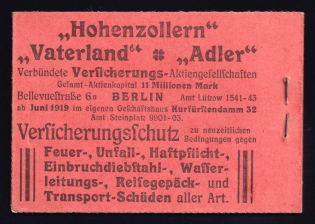 „Hohenzollern“
„Vaterland“ * „Adler“
Verbündete Versicherungs-Aktiengesellschaften
Gesamt-Aktienkapital 11 Millionen Mark
Bellevuestraße 6a BERLIN Amt Lützow 1541-43
ab Juni 1919 im eigenen Geschäftshaus Kurfürstendamm 32
Amt Steinplatz 9901-03.
Versicherungsschutz zu neuzeitlichen
Bedingungen gegen
Feuer-, Unfall-, Haftpflicht-,
Einbruchdiebstahl-, Wasser-
leitungs-, Reisegepäck- und
Transport-Schäden aller Art.